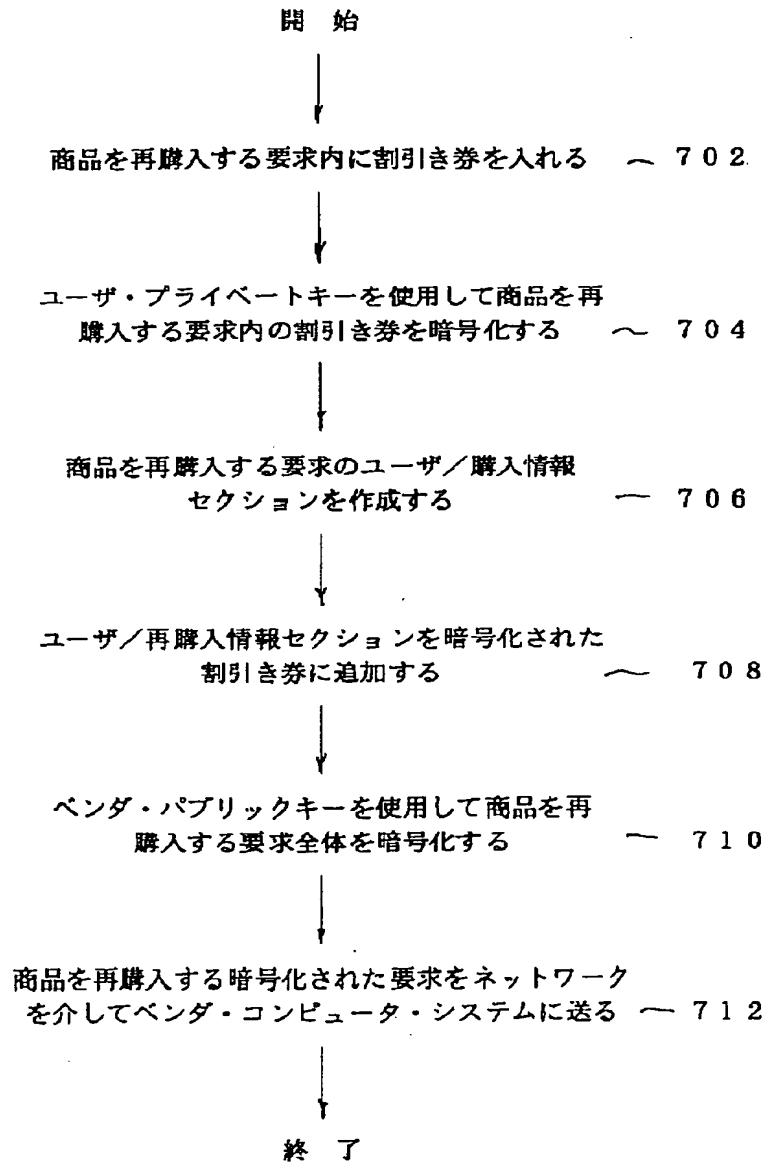 開 始
商品を再購入する要求内に割引き券を入れる 〜 702
ユーザ・プライベートキーを使用して商品を再
購入する要求内の割引き券を暗号化する 〜 704
商品を再購入する要求のユーザ／購入情報
セクションを作成する 〜 706
ユーザ／再購入情報セクションを暗号化された
割引き券に追加する 〜 708
ベンダ・パブリックキーを使用して商品を再
購入する要求全体を暗号化する 〜 710
商品を再購入する暗号化された要求をネットワーク
を介してベンダ・コンピュータ・システムに送る 〜 712
終 了